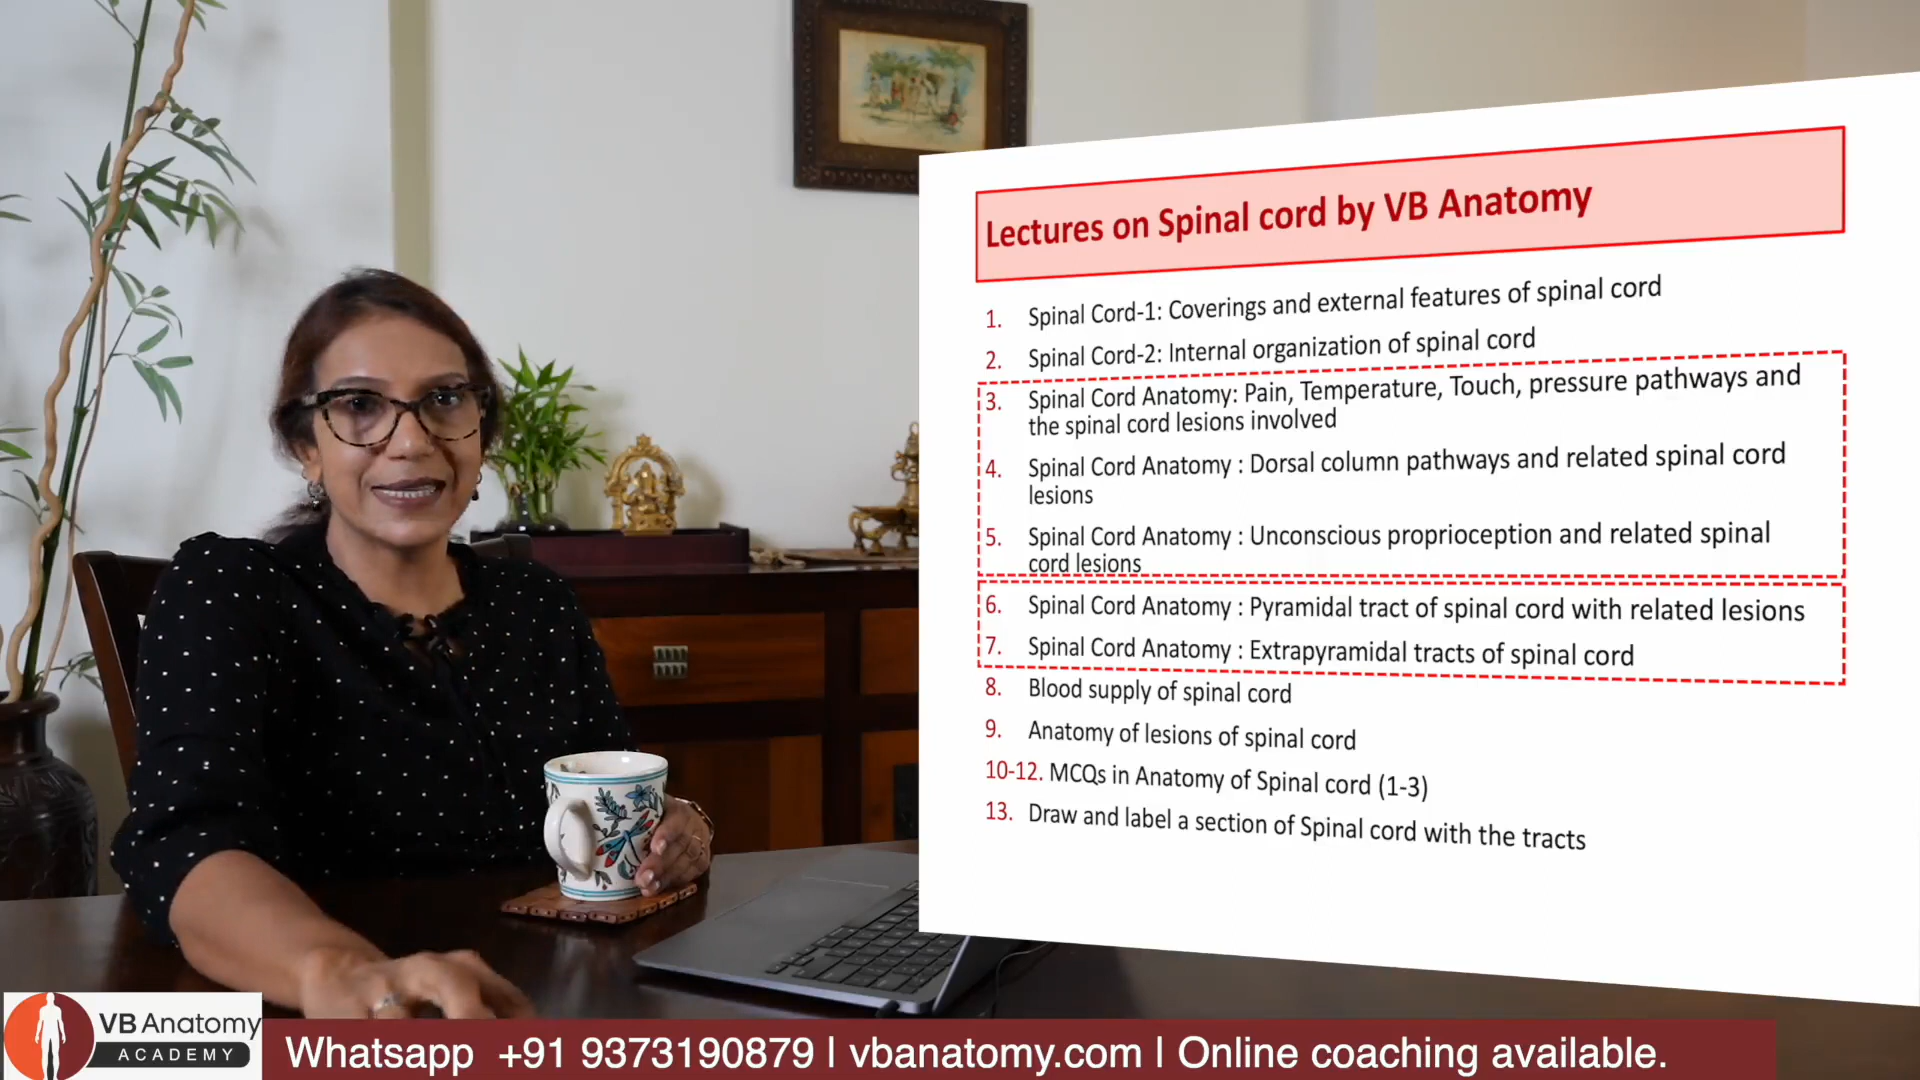 Lectures on Spinal cord by VB Anatomy
1. Spinal Cord-1: Coverings and external features of spinal cord
2. Spinal Cord-2: Internal organization of spinal cord
3. Spinal Cord Anatomy: Pain, Temperature, Touch, pressure pathways and
the spinal cord lesions involved
4. Spinal Cord Anatomy : Dorsal column pathways and related spinal cord
lesions
5. Spinal Cord Anatomy : Unconscious proprioception and related spinal
cord lesions
6. Spinal Cord Anatomy : Pyramidal tract of spinal cord with related lesions
7. Spinal Cord Anatomy : Extrapyramidal tracts of spinal cord
8. Blood supply of spinal cord
9. Anatomy of lesions of spinal cord
10-12. MCQs in Anatomy of Spinal cord (1-3)
13. Draw and label a section of Spinal cord with the tracts
VB Anatomy
ACADEMY
Whatsapp +91 9373190879 | vbanatomy.com | Online coaching available.